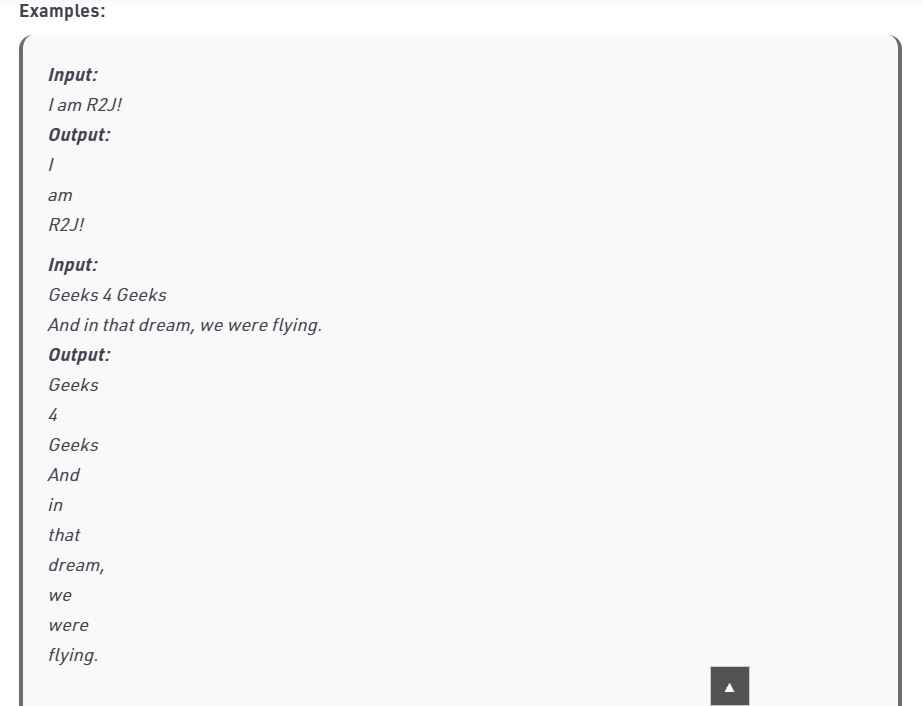 Examples:
Input:
I am R2J!
Output:
I
am
R2J!
Input:
Geeks 4 Geeks
And in that dream, we were flying.
Output:
Geeks
4
Geeks
And
in
that
dream,
we
were
flying.